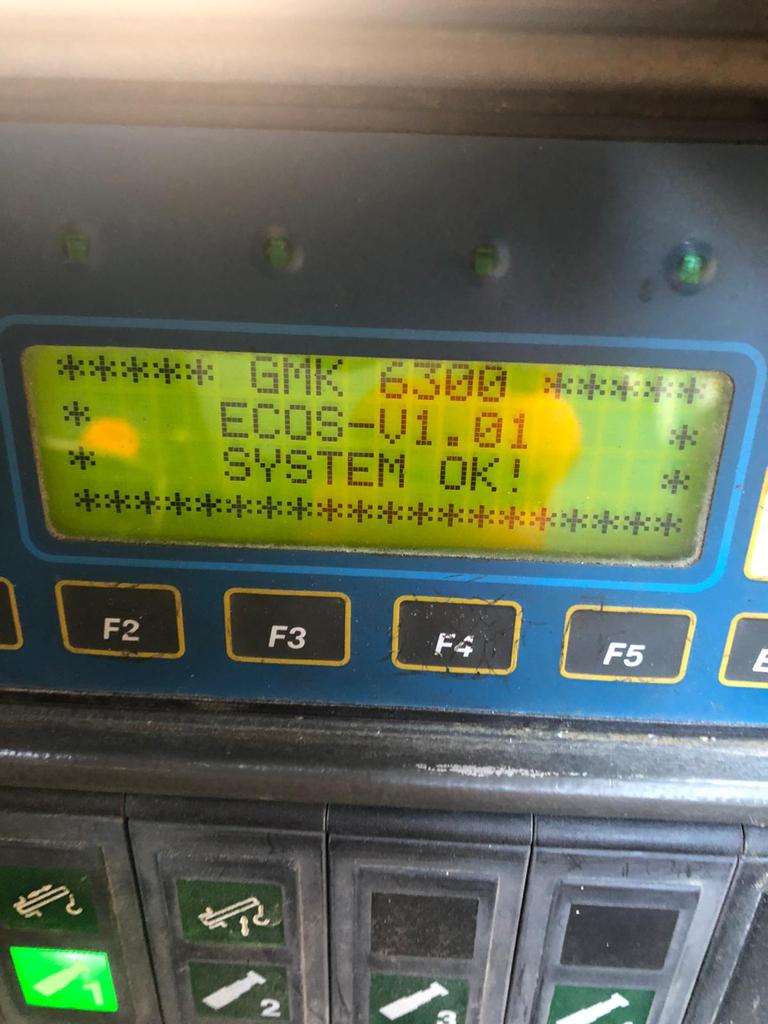 ***** GMK 6300 *****
* ECOS-V1.01 *
* SYSTEM OK! *
********************
F2 F3 F4 F5
1 2 3